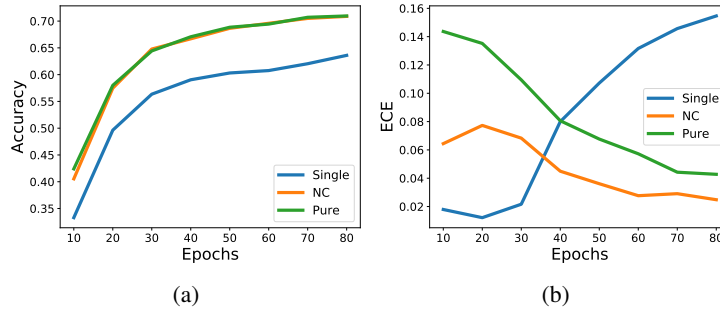 0.70
0.65
0.60
0.55
0.50
0.45
0.40
0.35
Accuracy
10 20 30 40 50 60 70 80
Epochs
Single
NC
Pure
(a)
0.16
0.14
0.12
0.10
0.08
0.06
0.04
0.02
ECE
10 20 30 40 50 60 70 80
Epochs
Single
NC
Pure
(b)